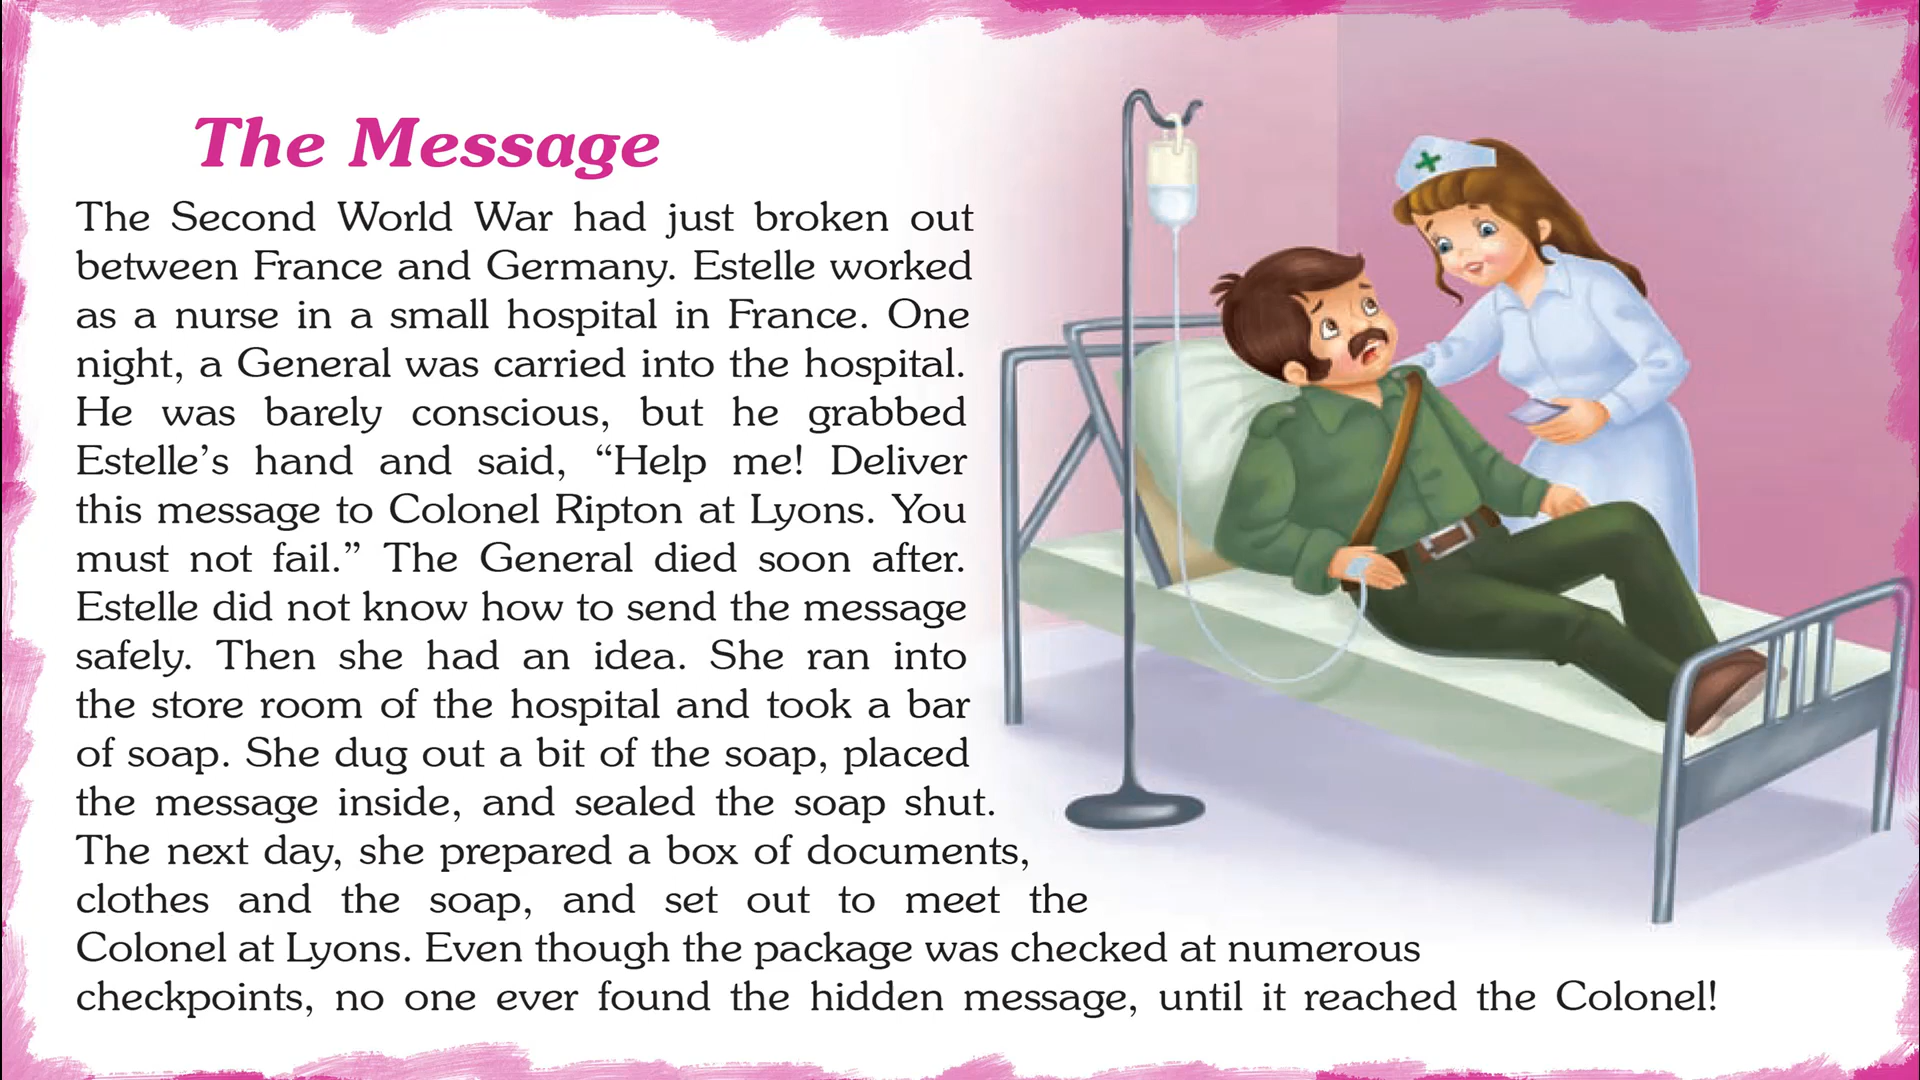 The Message
The Second World War had just broken out
between France and Germany. Estelle worked
as a nurse in a small hospital in France. One
night, a General was carried into the hospital.
He was barely conscious, but he grabbed
Estelle’s hand and said, “Help me! Deliver
this message to Colonel Ripton at Lyons. You
must not fail.” The General died soon after.
Estelle did not know how to send the message
safely. Then she had an idea. She ran into
the store room of the hospital and took a bar
of soap. She dug out a bit of the soap, placed
the message inside, and sealed the soap shut.
The next day, she prepared a box of documents,
clothes and the soap, and set out to meet the
Colonel at Lyons. Even though the package was checked at numerous
checkpoints, no one ever found the hidden message, until it reached the Colonel!